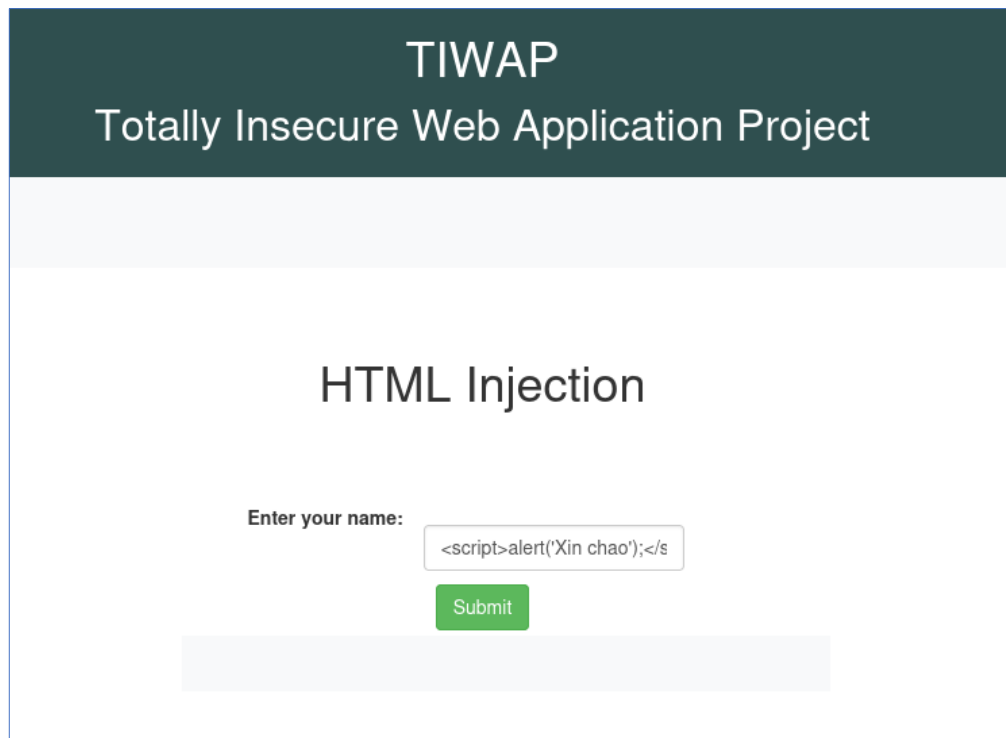 TIWAP
Totally Insecure Web Application Project
HTML Injection
Enter your name:
<script>alert('Xin chao');</s
Submit